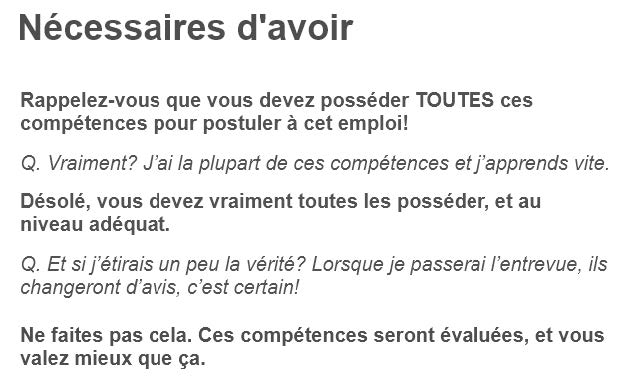 Nécessaires d'avoir
Rappelez-vous que vous devez posséder TOUTES ces
compétences pour postuler à cet emploi!
Q. Vraiment? J’ai la plupart de ces compétences et j’apprends vite.
Désolé, vous devez vraiment toutes les posséder, et au
niveau adéquat.
Q. Et si j’étirais un peu la vérité? Lorsque je passerai l’entrevue, ils
changeront d’avis, c’est certain!
Ne faites pas cela. Ces compétences seront évaluées, et vous
valez mieux que ça.